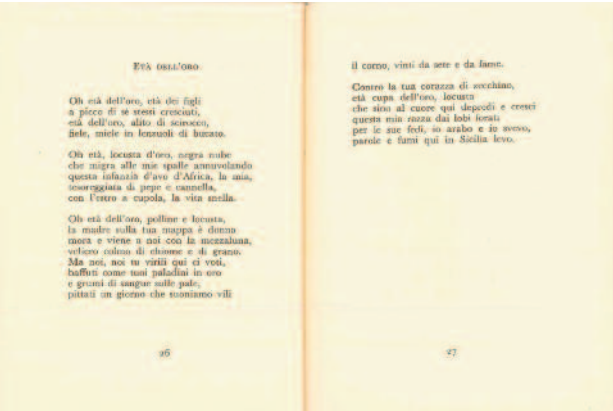 ETÀ DELL'ORO
Oh età dell'oro, età dei figli
a picco di sè stessi cresciuti,
età dell'oro, alito di scirocco,
fiele, miele in lenzuoli di bucato.
Oh età, locusta d'oro, negra nube
che migra alle mie spalle annuvolando
questa infanzia d'avo d'Africa, la mia,
tesoreggiata di pepe e cannella,
con l'estro a cupola, la vita snella.
Oh età dell'oro, polline e locusta,
la madre sulla tua mappa è donna
mora e viene a noi con la mezzaluna,
veliero colmo di chiome e di grano.
Ma noi, noi tu virili qui ci voti,
baffuti come tuoi paladini in oro
e grumi di sangue sulle pale,
pittati un giorno che suoniamo vili
26
il corno, vinti da sete e da fame.
Contro la tua corazza di zecchino,
età cupa dell'oro, locusta
che sino al cuore qui depredi e cresci
questa mia razza dai lobi forati
per le sue fedi, io arabo e io svevo,
parole e fumi qui in Sicilia levo.
27